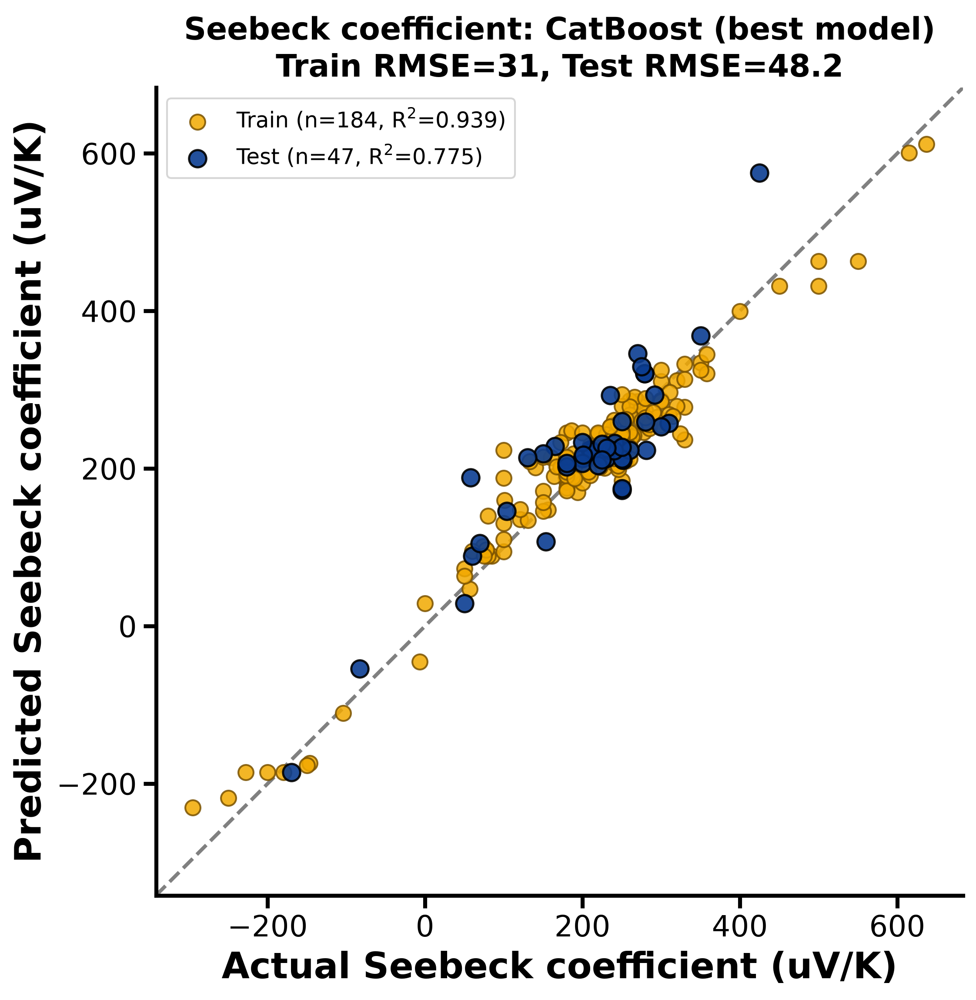 Seebeck coefficient: CatBoost (best model)
Train RMSE=31, Test RMSE=48.2
Train (n=184, R²=0.939)
Test (n=47, R²=0.775)
Predicted Seebeck coefficient (uV/K)
600
400
200
0
−200
−200 0 200 400 600
Actual Seebeck coefficient (uV/K)